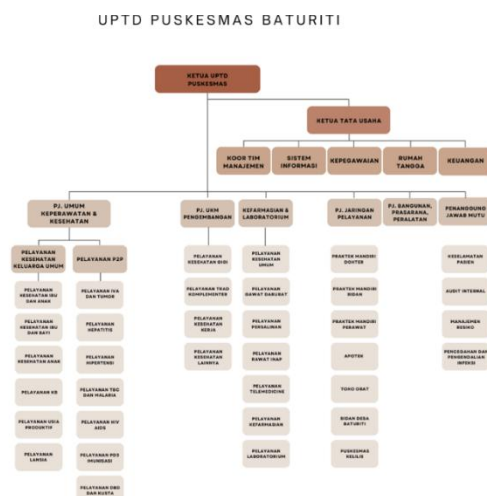 UPTD PUSKESMAS BATURITI
KETUA UPTD
PUSKESMAS
KETUA TATA USAHA
KOOR TIM
MANAJEMEN
SISTEM
INFORMASI
KEPEGAWAIAN
RUMAH
TANGGA
KEUANGAN
PJ. UMUM
KEPERAWATAN &
KESEHATAN
PJ. UKM
PENGEMBANGAN
KEFARMASIAN &
LABORATORIUM
PJ. JARINGAN
PELAYANAN
PJ. BANGUNAN,
PRASARANA,
PERALATAN
PENANGGUNG
JAWAB MUTU
PELAYANAN
KESEHATAN
KELUARGA UMUM
PELAYANAN P2P
PELAYANAN
KESEHATAN IBU
DAN ANAK
PELAYANAN
KESEHATAN IBU
DAN BAYI
PELAYANAN
KESEHATAN ANAK
PELAYANAN KB
PELAYANAN USIA
PRODUKTIF
PELAYANAN
LANSIA
PELAYANAN IVA
DAN TUMOR
PELAYANAN
HEPATITIS
PELAYANAN
HIPERTENSI
PELAYANAN TBC
DAN MALARIA
PELAYANAN HIV
AIDS
PELAYANAN POS
IMUNISASI
PELAYANAN DBD
DAN KUSTA
PELAYANAN
KESEHATAN GIGI
PELAYANAN TRAD
KOMPLEMENTER
PELAYANAN
KESEHATAN
KERJA
PELAYANAN
KESEHATAN
LAINNYA
PELAYANAN
KESEHATAN
UMUM
PELAYANAN
GAWAT DARURAT
PELAYANAN
PERSALINAN
PELAYANAN
RAWAT INAP
PELAYANAN
TELEMEDICINE
PELAYANAN
KEFARMASIAN
PELAYANAN
LABORATORIUM
PRAKTEK MANDIRI
DOKTER
PRAKTEK MANDIRI
BIDAN
PRAKTEK MANDIRI
PERAWAT
APOTEK
TOKO OBAT
BIDAN DESA
BATURITI
PUSKESMAS
KELILIG
KESELAMATAN
PASIEN
AUDIT INTERNAL
MANAJEMEN
RESIKO
PENCEGAHAN DAN
PENGENDALIAN
INFEKSI